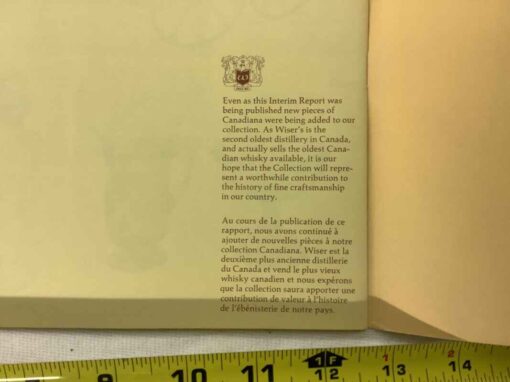 W
Even as this Interim Report was
being published new pieces of
Canadiana were being added to our
collection. As Wiser's is the
second oldest distillery in Canada,
and actually sells the oldest Cana-
dian whisky available, it is our
hope that the Collection will repre-
sent a worthwhile contribution to
the history of fine craftsmanship
in our country.
Au cours de la publication de ce
rapport, nous avons continué à
ajouter de nouvelles pièces à notre
collection Canadiana. Wiser est la
deuxième plus ancienne distillerie
du Canada et vend le plus vieux
whisky canadien et nous expérons
que la collection saura apporter une
contribution de valeur à l'histoire
de l'ébénisterie de notre pays.
8 9 10 11 1F 12 13 14